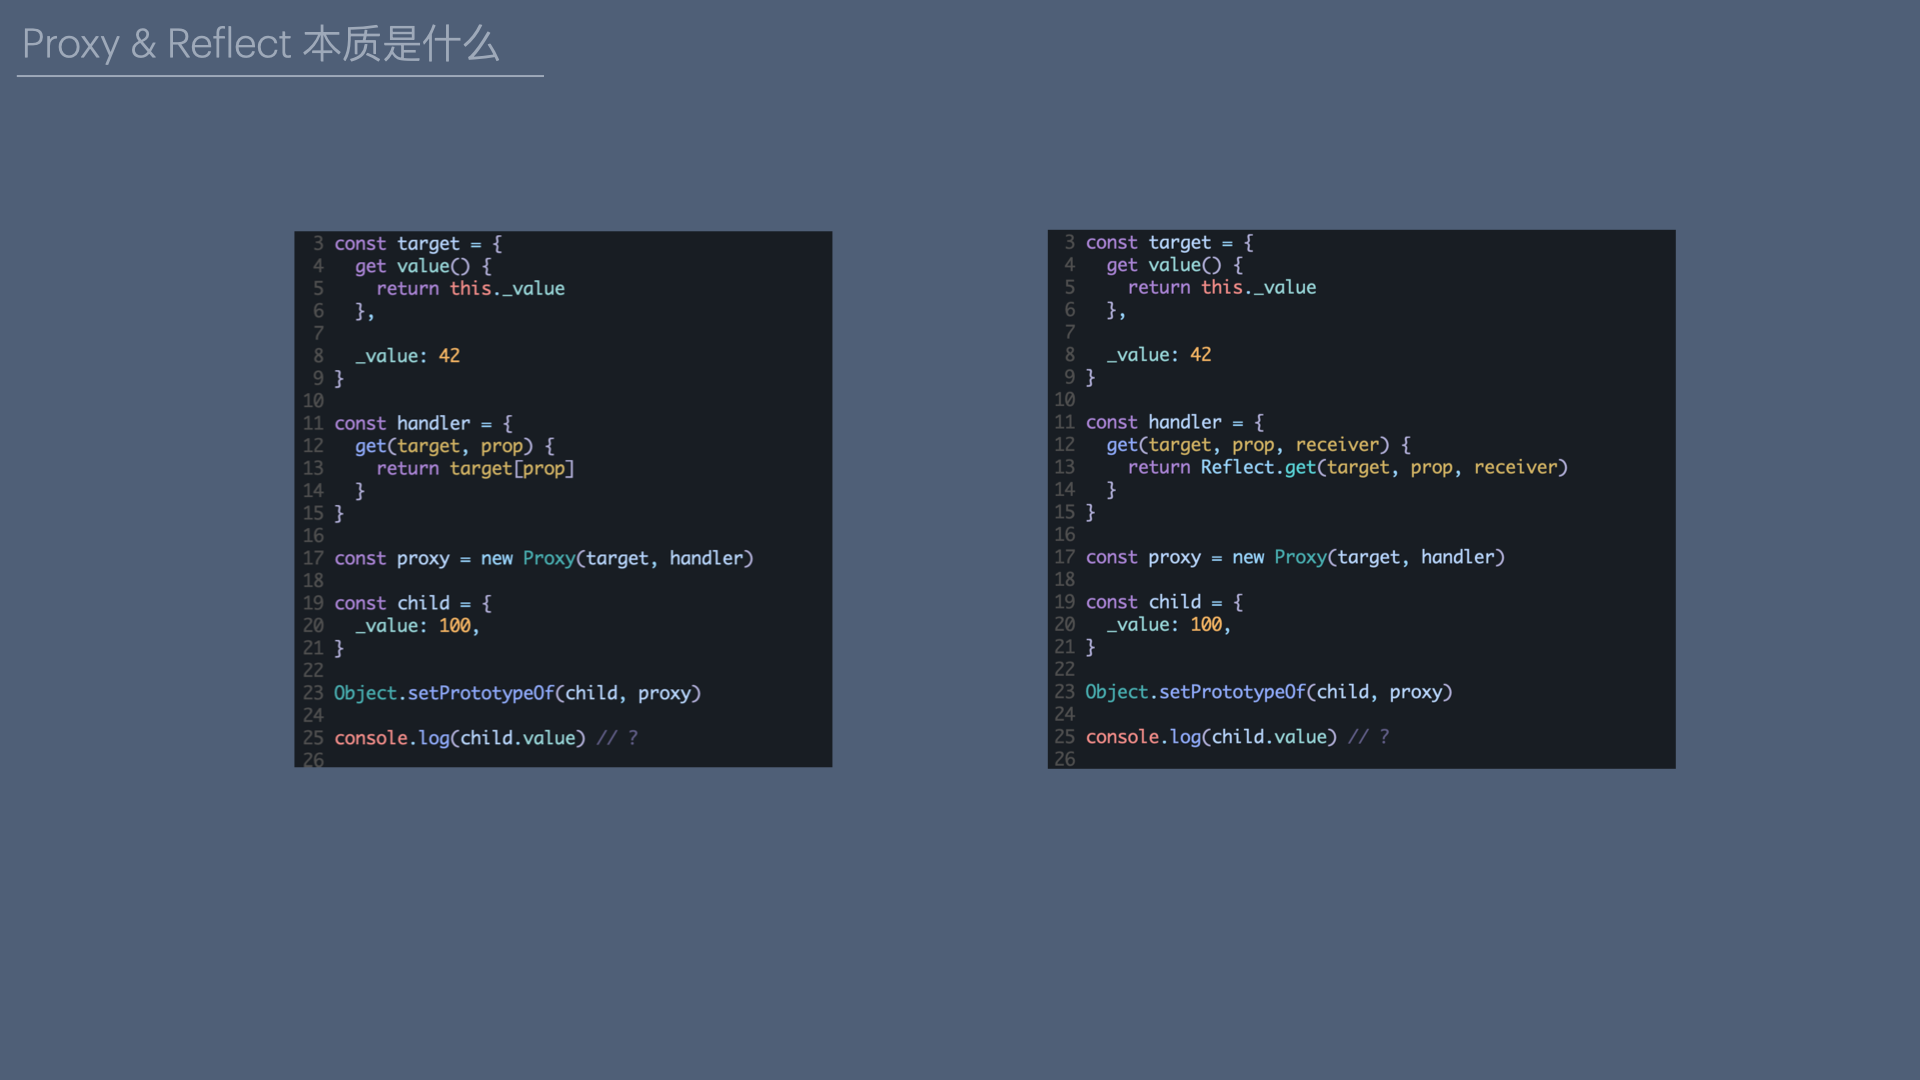 Proxy & Reflect 本质是什么
3 const target = {
4   get value() {
5     return this._value
6   },
7
8   _value: 42
9 }
10
11 const handler = {
12   get(target, prop) {
13     return target[prop]
14   }
15 }
16
17 const proxy = new Proxy(target, handler)
18
19 const child = {
20   _value: 100,
21 }
22
23 Object.setPrototypeOf(child, proxy)
24
25 console.log(child.value) // ?
26
3 const target = {
4   get value() {
5     return this._value
6   },
7
8   _value: 42
9 }
10
11 const handler = {
12   get(target, prop, receiver) {
13     return Reflect.get(target, prop, receiver)
14   }
15 }
16
17 const proxy = new Proxy(target, handler)
18
19 const child = {
20   _value: 100,
21 }
22
23 Object.setPrototypeOf(child, proxy)
24
25 console.log(child.value) // ?
26